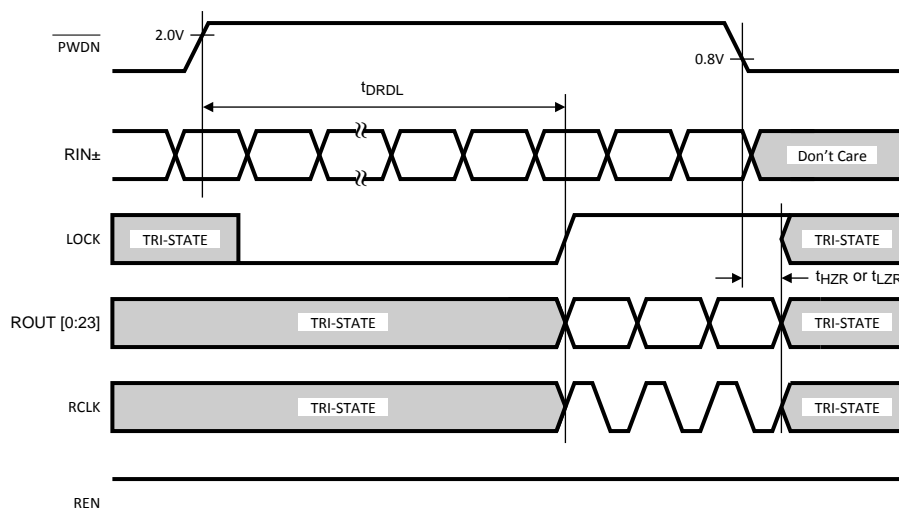 PWDN
2.0V
0.8V
tDRDL
RIN±
Don't Care
LOCK
TRI-STATE
TRI-STATE
tHZR or tLZR
ROUT [0:23]
TRI-STATE
TRI-STATE
RCLK
TRI-STATE
TRI-STATE
REN